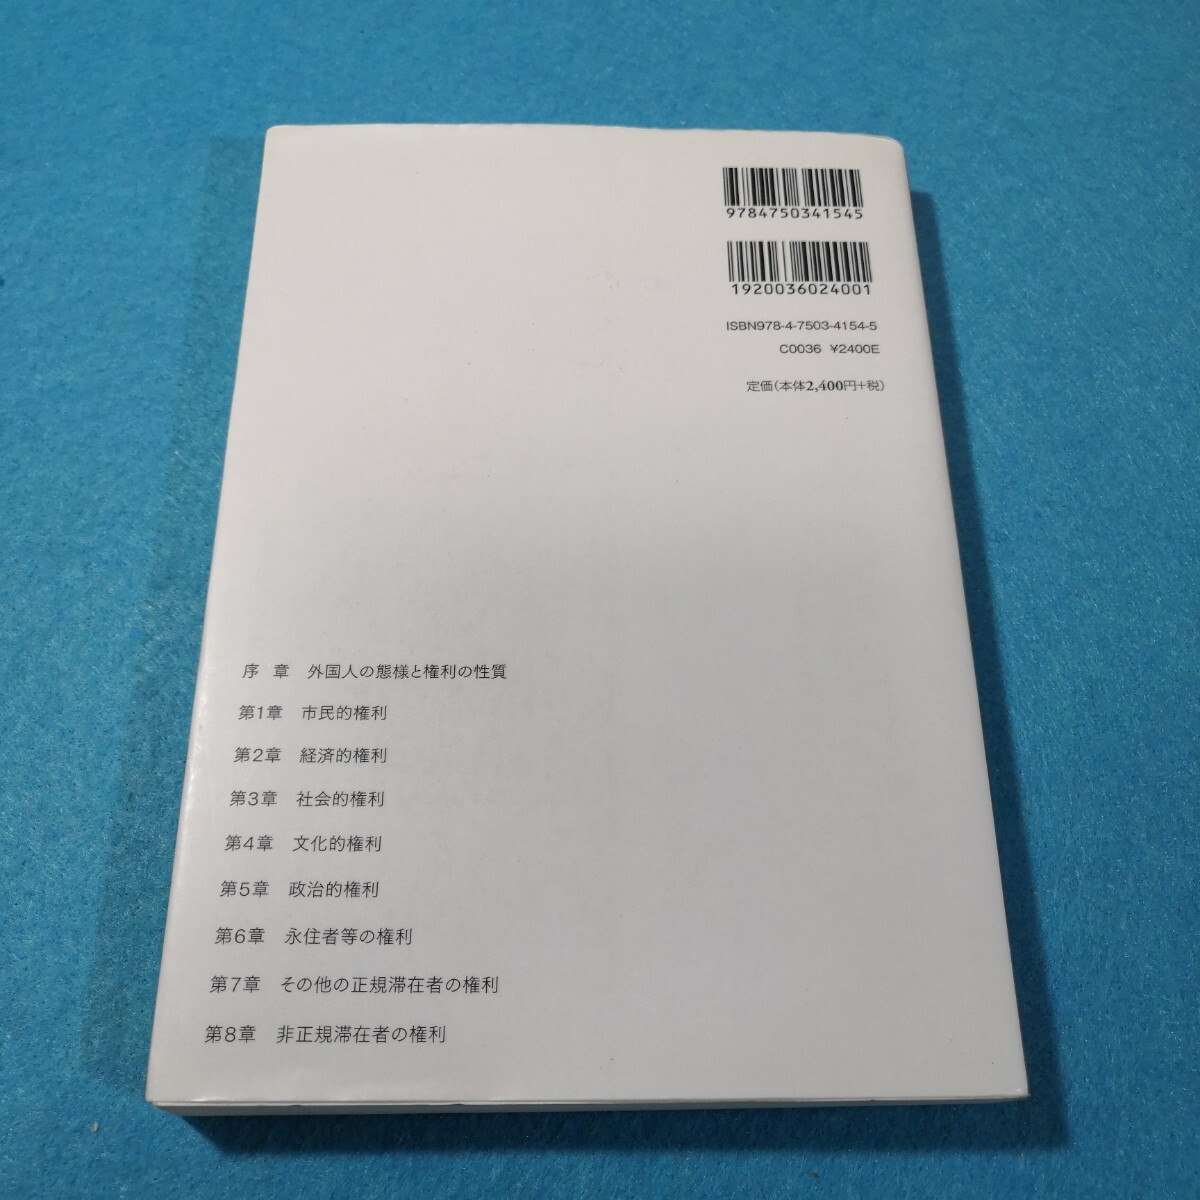 9784750341545
1920036024001
ISBN978-4-7503-4154-5
C0036 ¥2400E
定価(本体2,400円+税)
序 章 外国人の態様と権利の性質
第1章 市民的権利
第2章 経済的権利
第3章 社会的権利
第4章 文化的権利
第5章 政治的権利
第6章 永住者等の権利
第7章 その他の正規滞在者の権利
第8章 非正規滞在者の権利